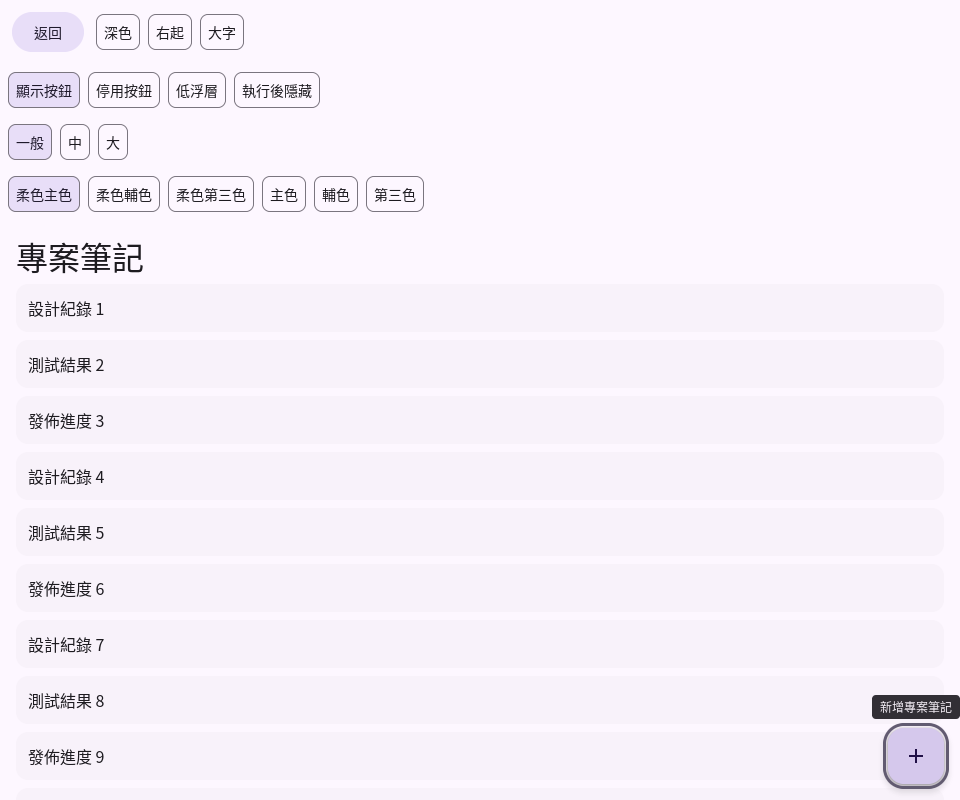 返回 深色 右起 大字
顯示按鈕 停用按鈕 低浮層 執行後隱藏
一般 中 大
柔色主色 柔色輔色 柔色第三色 主色 輔色 第三色
專案筆記
設計紀錄 1
測試結果 2
發佈進度 3
設計紀錄 4
測試結果 5
發佈進度 6
設計紀錄 7
測試結果 8
新增專案筆記
發佈進度 9
+